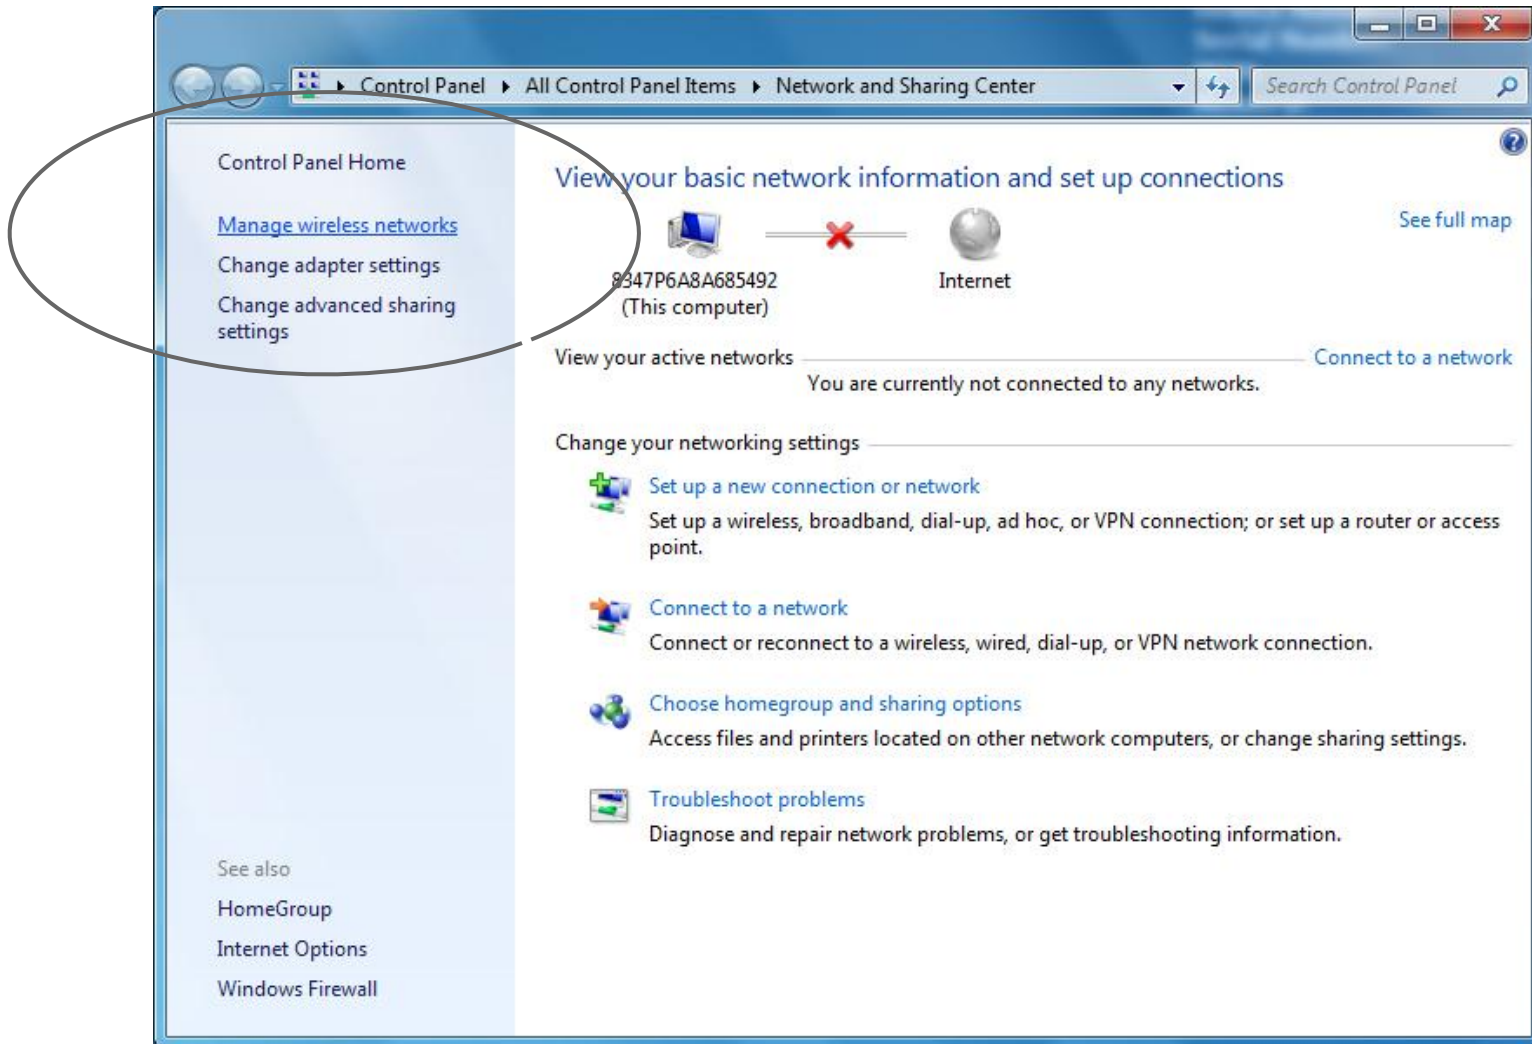 Control Panel ▸ All Control Panel Items ▸ Network and Sharing Center
Search Control Panel
Control Panel Home
Manage wireless networks
Change adapter settings
Change advanced sharing
settings
See also
HomeGroup
Internet Options
Windows Firewall
View your basic network information and set up connections
See full map
8347P6A8A685492
(This computer)
Internet
View your active networks
Connect to a network
You are currently not connected to any networks.
Change your networking settings
Set up a new connection or network
Set up a wireless, broadband, dial-up, ad hoc, or VPN connection; or set up a router or access
point.
Connect to a network
Connect or reconnect to a wireless, wired, dial-up, or VPN network connection.
Choose homegroup and sharing options
Access files and printers located on other network computers, or change sharing settings.
Troubleshoot problems
Diagnose and repair network problems, or get troubleshooting information.